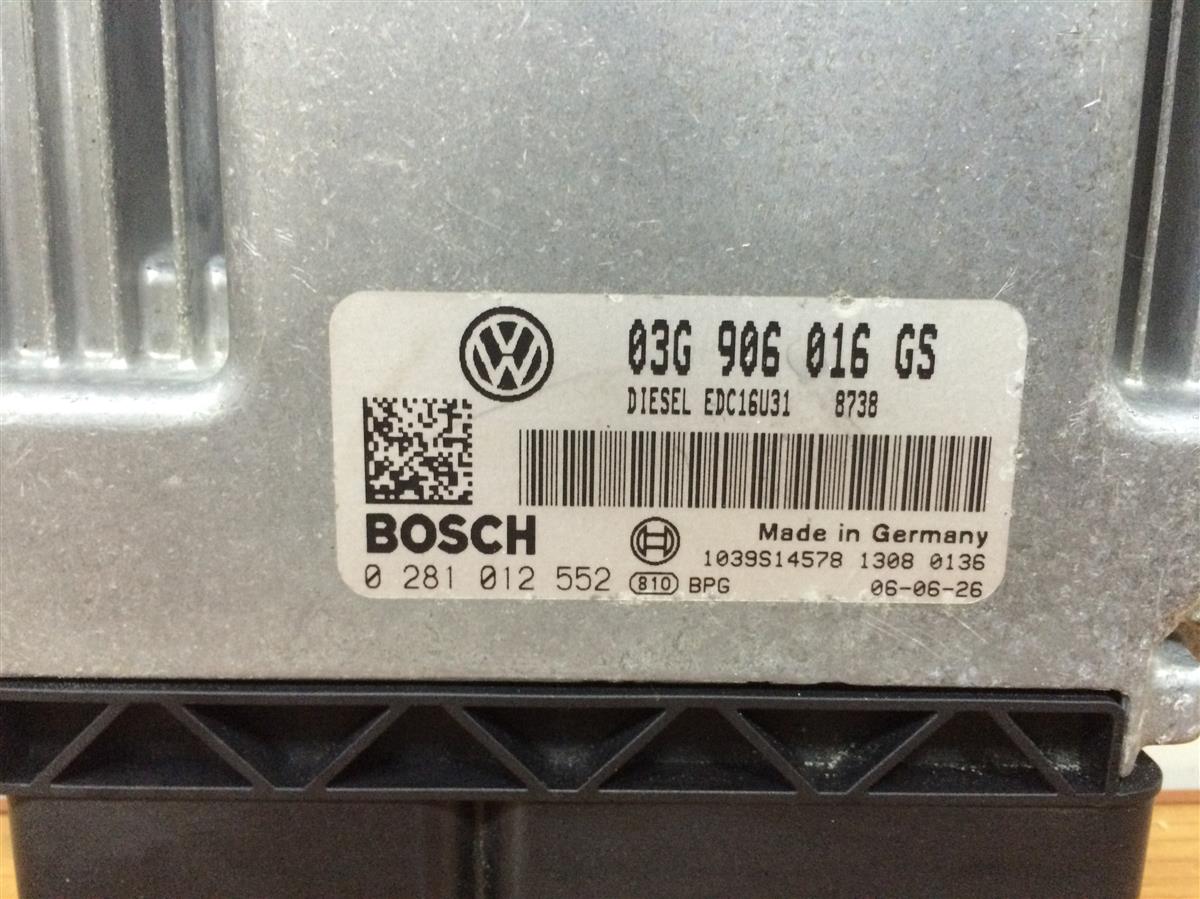 03G 906 016 GS
DIESEL EDC16U31 8738
BOSCH
Made in Germany
1039S14578 1308 0136
0 281 012 552 810 BPG 06-06-26